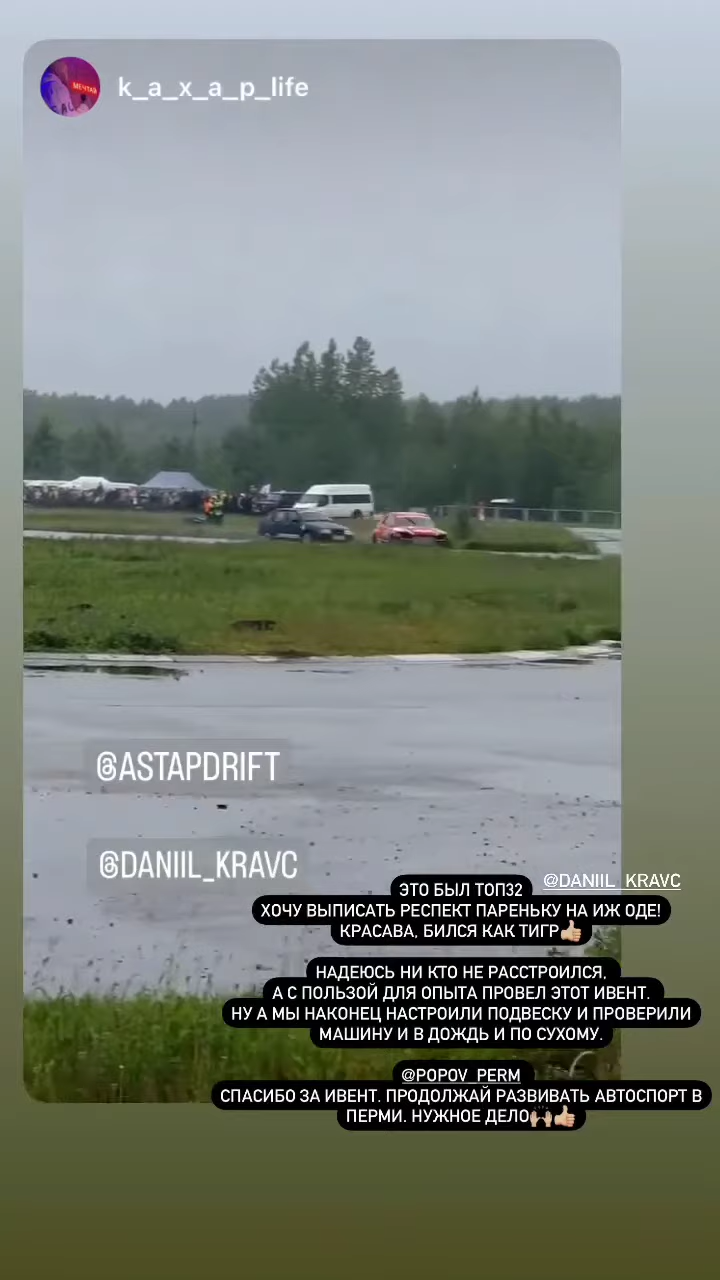 МЕЧТАЙ
k_a_x_a_p_life
@ASTAPDRIFT
@DANIIL_KRAVC
ЭТО БЫЛ ТОП32 @DANIIL_KRAVC
ХОЧУ ВЫПИСАТЬ РЕСПЕКТ ПАРЕНЬКУ НА ИЖ ОДЕ!
КРАСАВА, БИЛСЯ КАК ТИГР👍🏼
НАДЕЮСЬ НИ КТО НЕ РАССТРОИЛСЯ,
А С ПОЛЬЗОЙ ДЛЯ ОПЫТА ПРОВЕЛ ЭТОТ ИВЕНТ.
НУ А МЫ НАКОНЕЦ НАСТРОИЛИ ПОДВЕСКУ И ПРОВЕРИЛИ
МАШИНУ И В ДОЖДЬ И ПО СУХОМУ.
@POPOV_PERM
СПАСИБО ЗА ИВЕНТ. ПРОДОЛЖАЙ РАЗВИВАТЬ АВТОСПОРТ В
ПЕРМИ. НУЖНОЕ ДЕЛО🙌🏼👍🏼